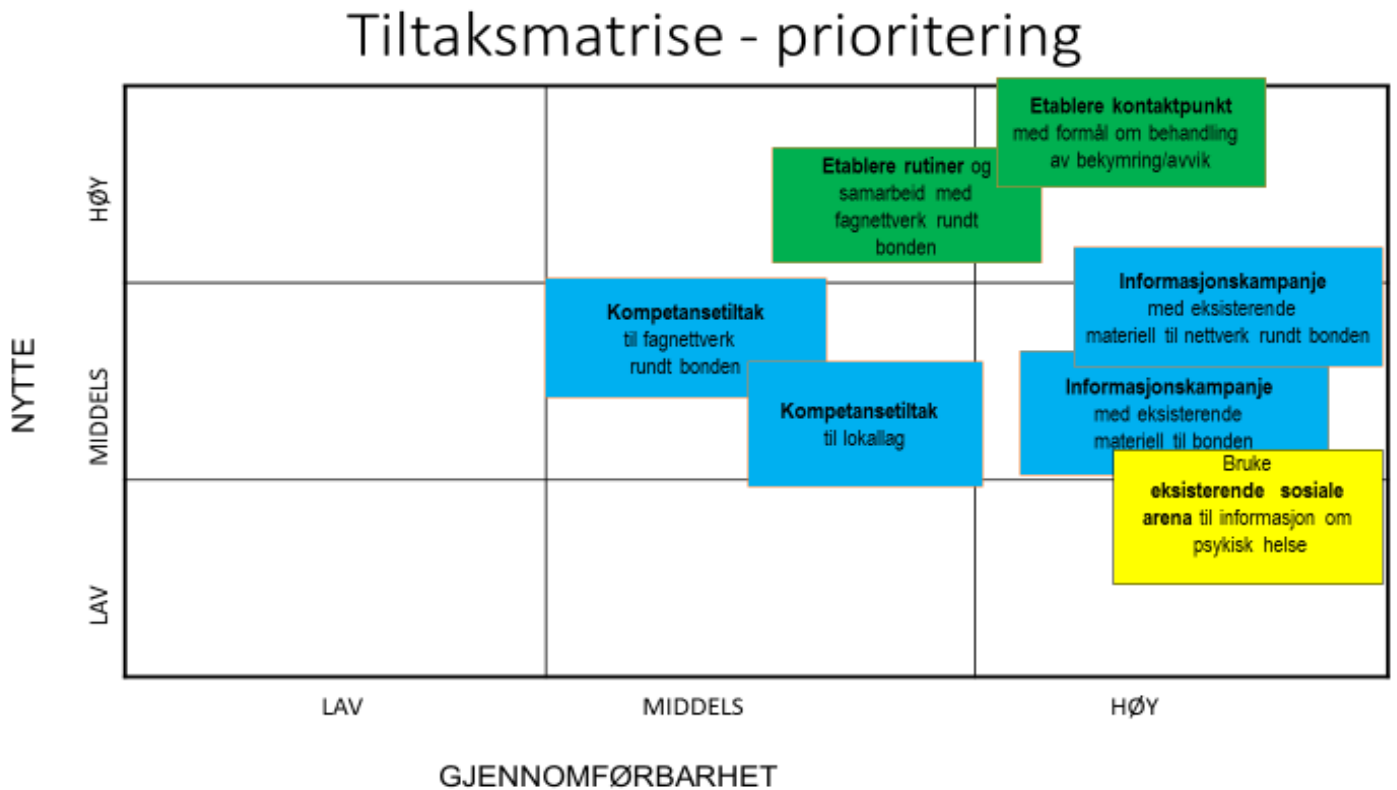 Tiltaksmatrise - prioritering
Etablere kontaktpunkt
med formål om behandling
av bekymring/avvik
Etablere rutiner og
samarbeid med
fagnettverk rundt
bonden
HØY
Informasjonskampanje
med eksisterende
materiell til nettverk rundt bonden
Kompetansetiltak
til fagnettverk
rundt bonden
NYTTE
MIDDELS
Kompetansetiltak
til lokallag
Informasjonskampanje
med eksisterende
materiell til bonden
Bruke
eksisterende sosiale
arena til informasjon om
psykisk helse
LAV
LAV
MIDDELS
HØY
GJENNOMFØRBARHET